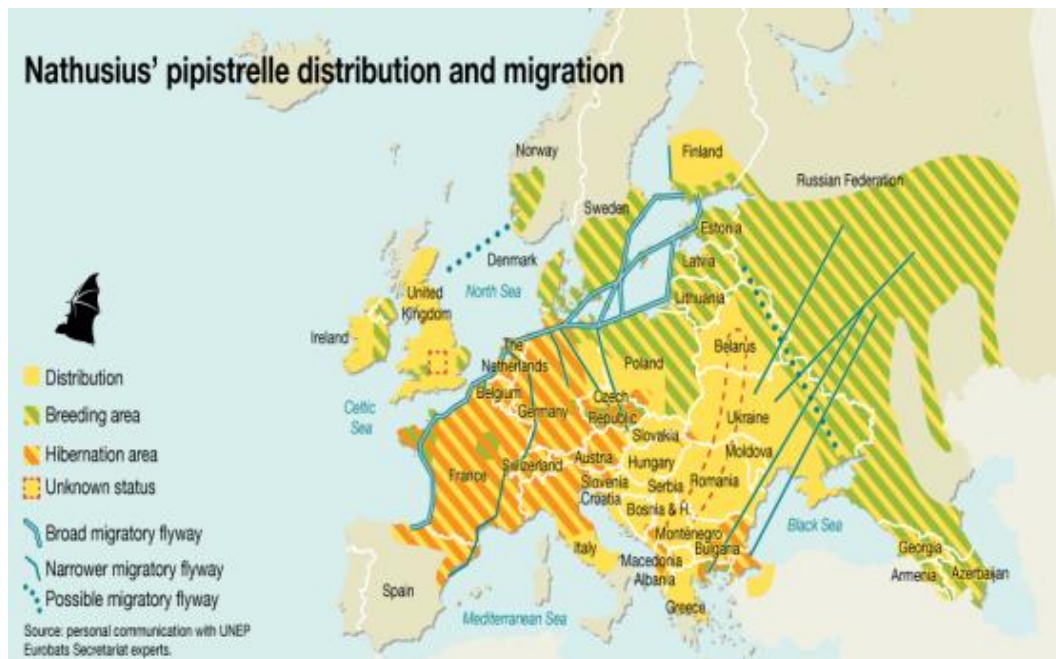 Nathusius’ pipistrelle distribution and migration
Norway
Finland
Russian Federation
Sweden
Estonia
Denmark
Latvia
North Sea
United
Kingdom
Lithuania
Ireland
The
Netherlands
Belarus
Poland
Belgium
Germany
Czech
Republic
Celtic
Sea
Ukraine
Slovakia
Moldova
France
Switzerland
Austria
Hungary
Slovenia
Croatia
Serbia
Romania
Bosnia & H.
Black Sea
Montenegro
Bulgaria
Italy
Macedonia
Albania
Georgia
Armenia
Azerbaijan
Spain
Greece
Mediterranean Sea
Distribution
Breeding area
Hibernation area
Unknown status
Broad migratory flyway
Narrower migratory flyway
Possible migratory flyway
Source: personal communication with UNEP
Eurobats Secretariat experts.